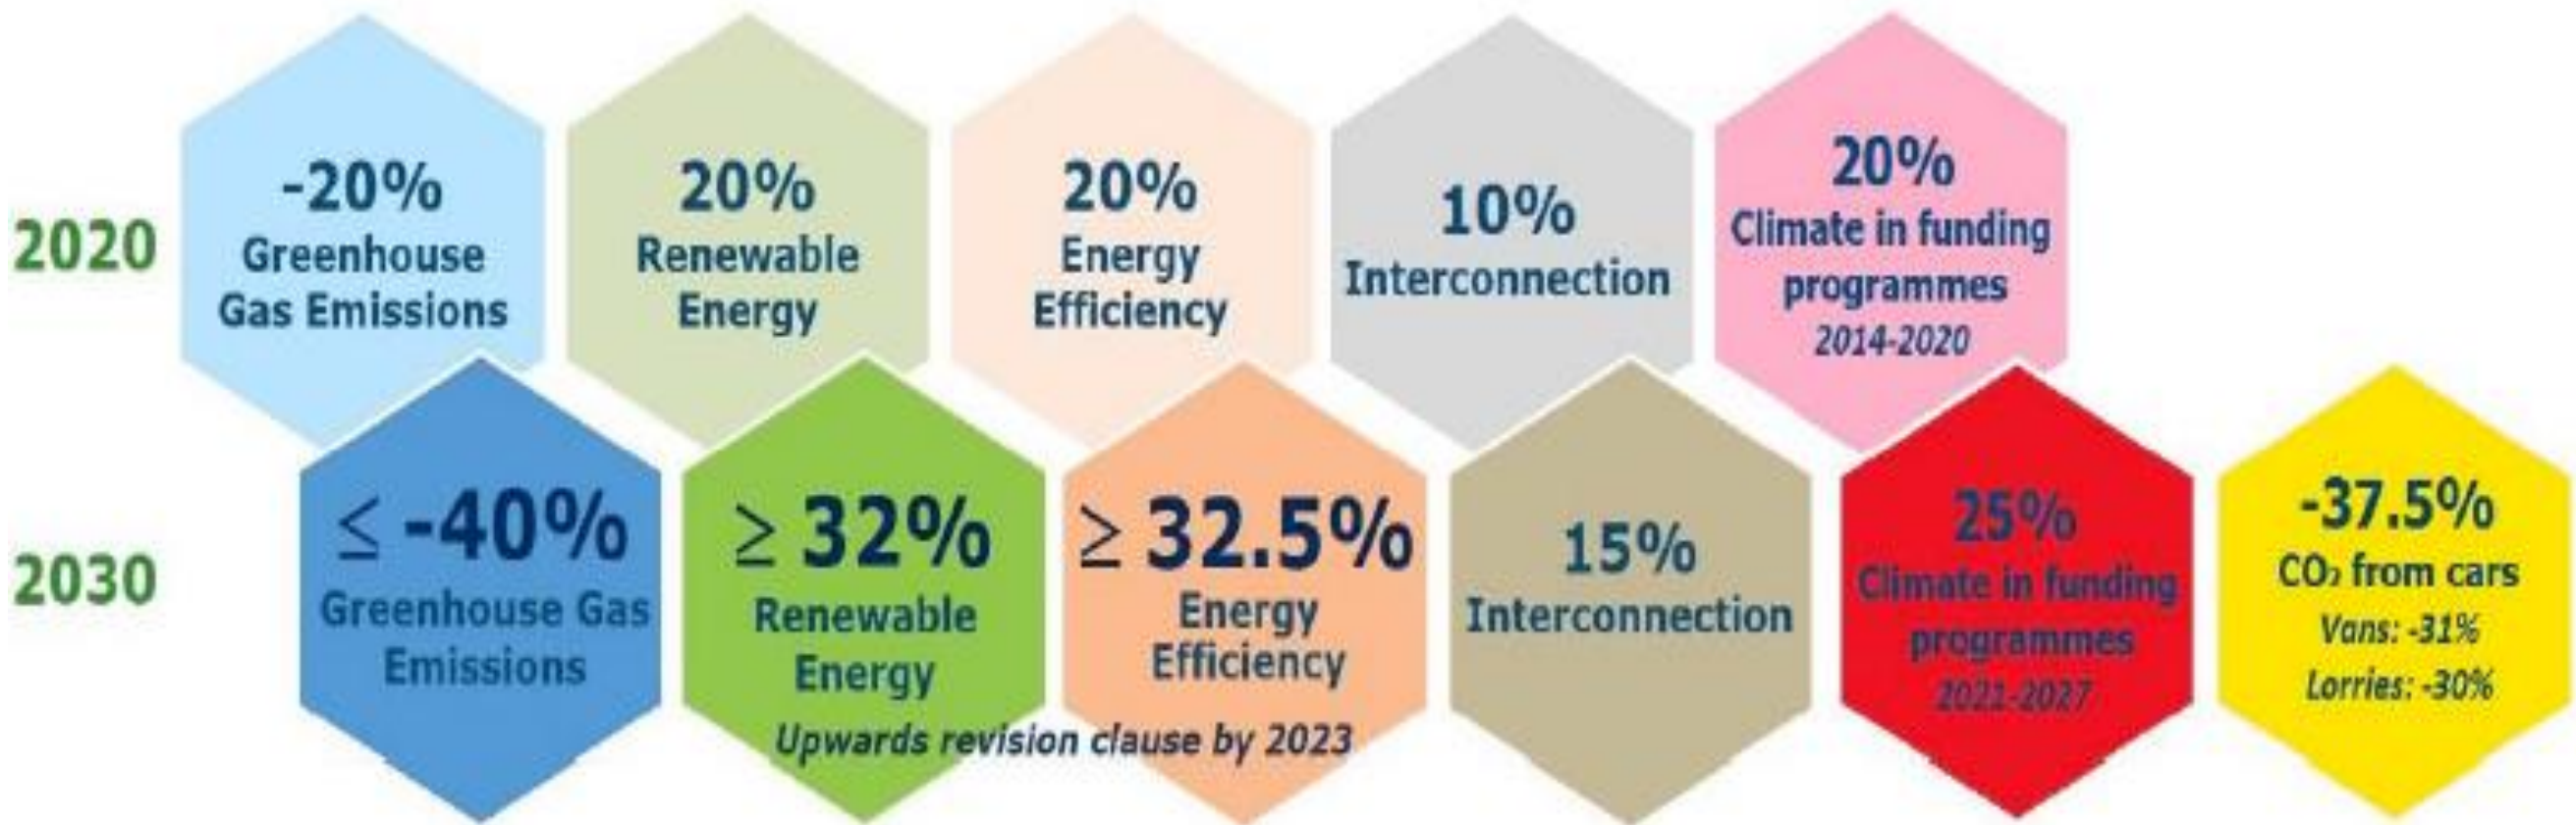 2020
-20%
Greenhouse
Gas Emissions
20%
Renewable
Energy
20%
Energy
Efficiency
10%
Interconnection
20%
Climate in funding
programmes
2014-2020
2030
≤ -40%
Greenhouse Gas
Emissions
≥ 32%
Renewable
Energy
≥ 32.5%
Energy
Efficiency
Upwards revision clause by 2023
15%
Interconnection
25%
Climate in funding
programmes
2021-2027
-37.5%
CO₂ from cars
Vans: -31%
Lorries: -30%